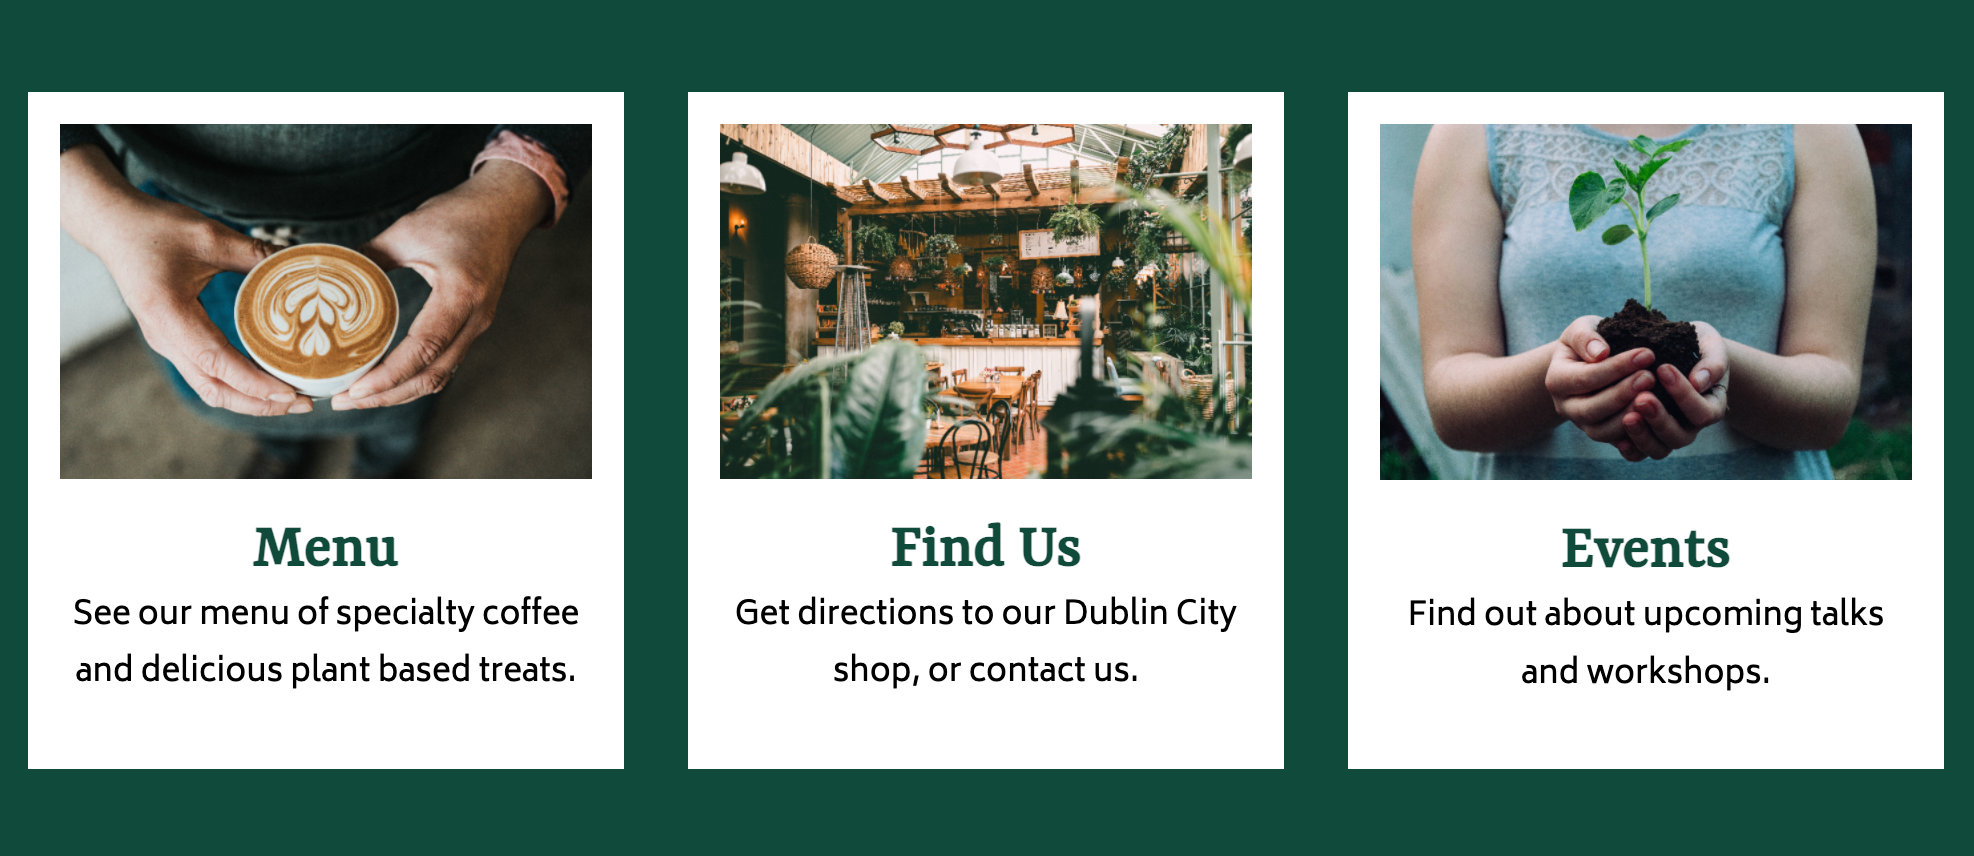 Menu
See our menu of specialty coffee
and delicious plant based treats.
Find Us
Get directions to our Dublin City
shop, or contact us.
Events
Find out about upcoming talks
and workshops.